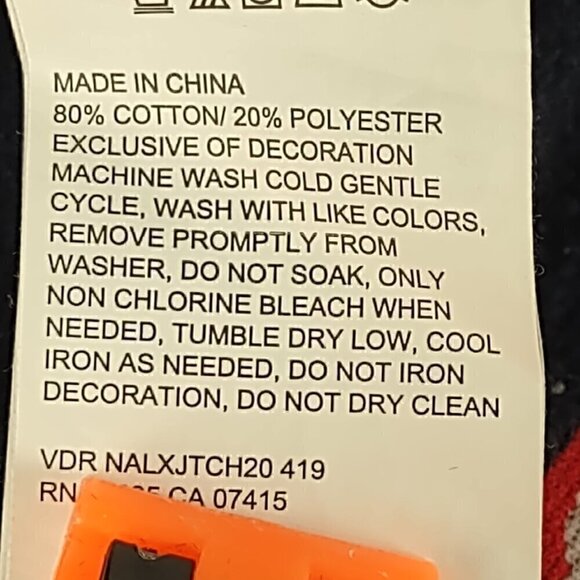 MADE IN CHINA
80% COTTON/ 20% POLYESTER
EXCLUSIVE OF DECORATION
MACHINE WASH COLD GENTLE
CYCLE, WASH WITH LIKE COLORS,
REMOVE PROMPTLY FROM
WASHER, DO NOT SOAK, ONLY
NON CHLORINE BLEACH WHEN
NEEDED, TUMBLE DRY LOW, COOL
IRON AS NEEDED, DO NOT IRON
DECORATION, DO NOT DRY CLEAN
VDR NALXJTCH20 419
RN CA 07415